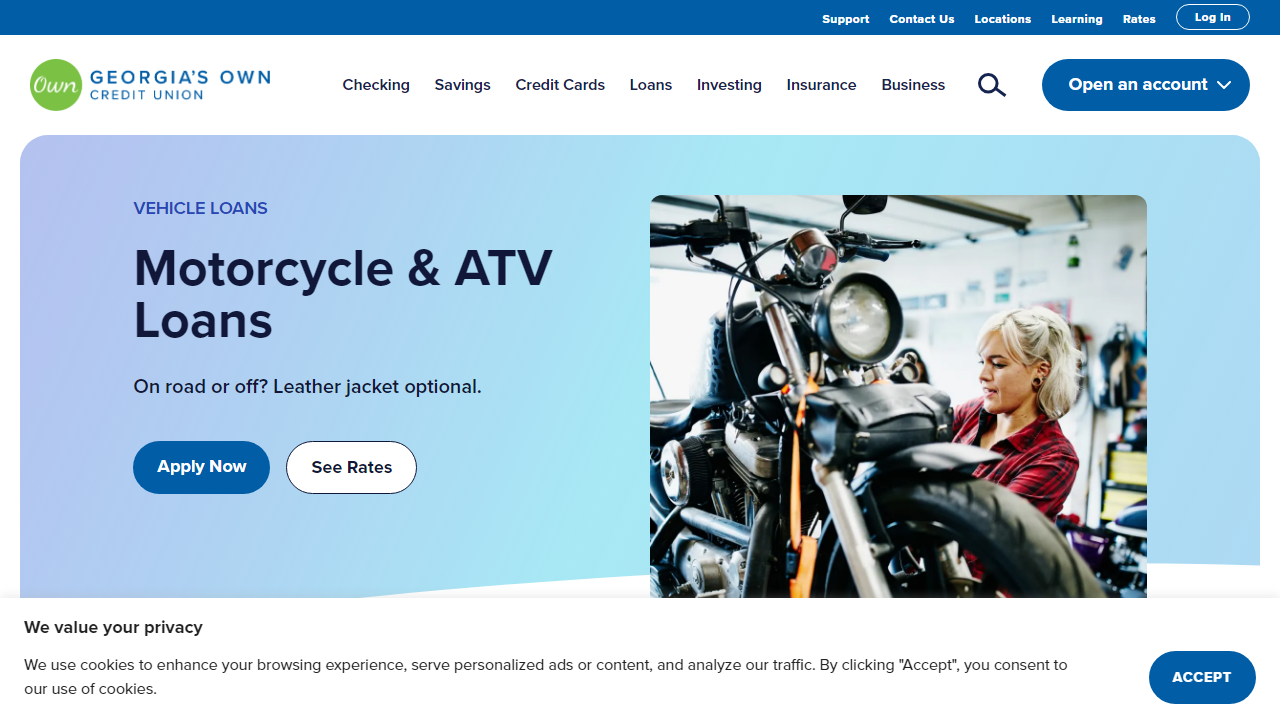 Support Contact Us Locations Learning Rates Log In
Own GEORGIA'S OWN
CREDIT UNION
Checking Savings Credit Cards Loans Investing Insurance Business Open an account
VEHICLE LOANS
Motorcycle & ATV
Loans
On road or off? Leather jacket optional.
Apply Now See Rates
We value your privacy
We use cookies to enhance your browsing experience, serve personalized ads or content, and analyze our traffic. By clicking "Accept", you consent to
our use of cookies.
ACCEPT